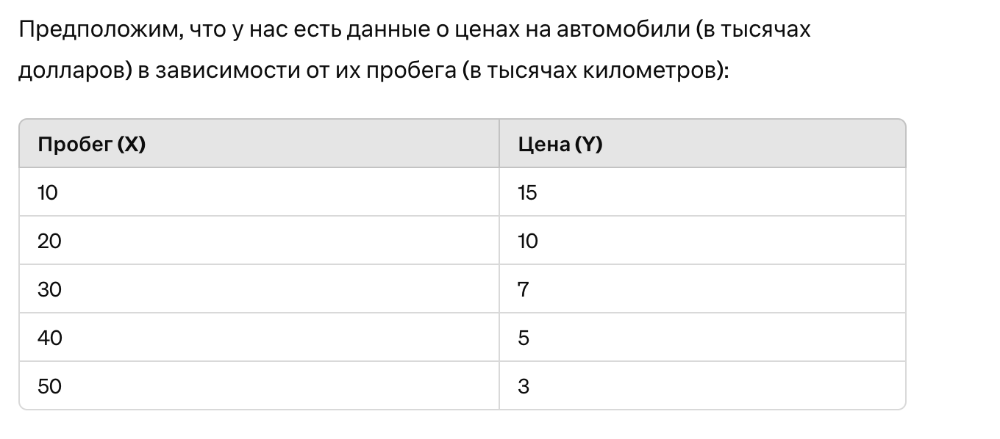 Предположим, что у нас есть данные о ценах на автомобили (в тысячах
долларов) в зависимости от их пробега (в тысячах километров):
Пробег (X) Цена (Y)
10 15
20 10
30 7
40 5
50 3